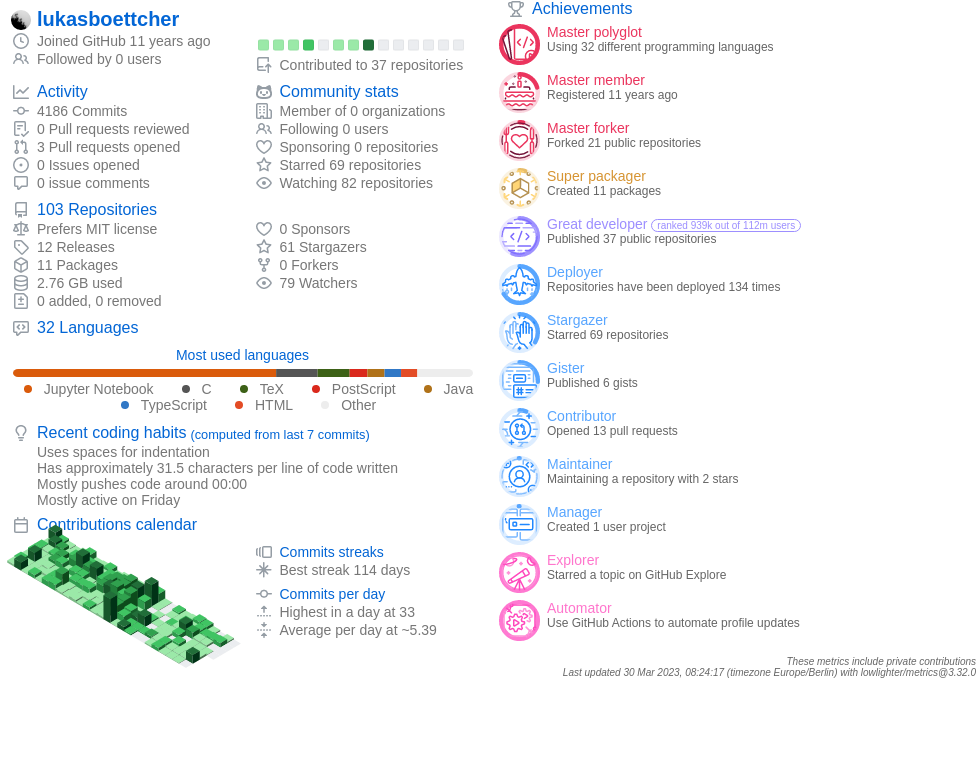 lukasboettcher
Joined GitHub 11 years ago
Followed by 0 users
Contributed to 37 repositories
Activity
4186 Commits
0 Pull requests reviewed
3 Pull requests opened
0 Issues opened
0 issue comments
Community stats
Member of 0 organizations
Following 0 users
Sponsoring 0 repositories
Starred 69 repositories
Watching 82 repositories
103 Repositories
Prefers MIT license
12 Releases
11 Packages
2.76 GB used
0 added, 0 removed
0 Sponsors
61 Stargazers
0 Forkers
79 Watchers
32 Languages
Most used languages
Jupyter Notebook C TeX PostScript Java
TypeScript HTML Other
Recent coding habits (computed from last 7 commits)
Uses spaces for indentation
Has approximately 31.5 characters per line of code written
Mostly pushes code around 00:00
Mostly active on Friday
Contributions calendar
Commits streaks
Best streak 114 days
Commits per day
Highest in a day at 33
Average per day at ~5.39
Achievements
Master polyglot
Using 32 different programming languages
Master member
Registered 11 years ago
Master forker
Forked 21 public repositories
Super packager
Created 11 packages
Great developer ranked 939k out of 112m users
Published 37 public repositories
Deployer
Repositories have been deployed 134 times
Stargazer
Starred 69 repositories
Gister
Published 6 gists
Contributor
Opened 13 pull requests
Maintainer
Maintaining a repository with 2 stars
Manager
Created 1 user project
Explorer
Starred a topic on GitHub Explore
Automator
Use GitHub Actions to automate profile updates
These metrics include private contributions
Last updated 30 Mar 2023, 08:24:17 (timezone Europe/Berlin) with lowlighter/metrics@3.32.0